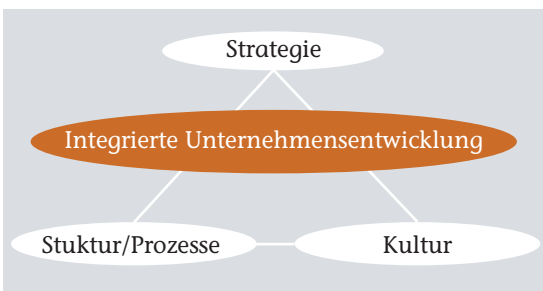 Strategie
Integrierte Unternehmensentwicklung
Stuktur/Prozesse
Kultur